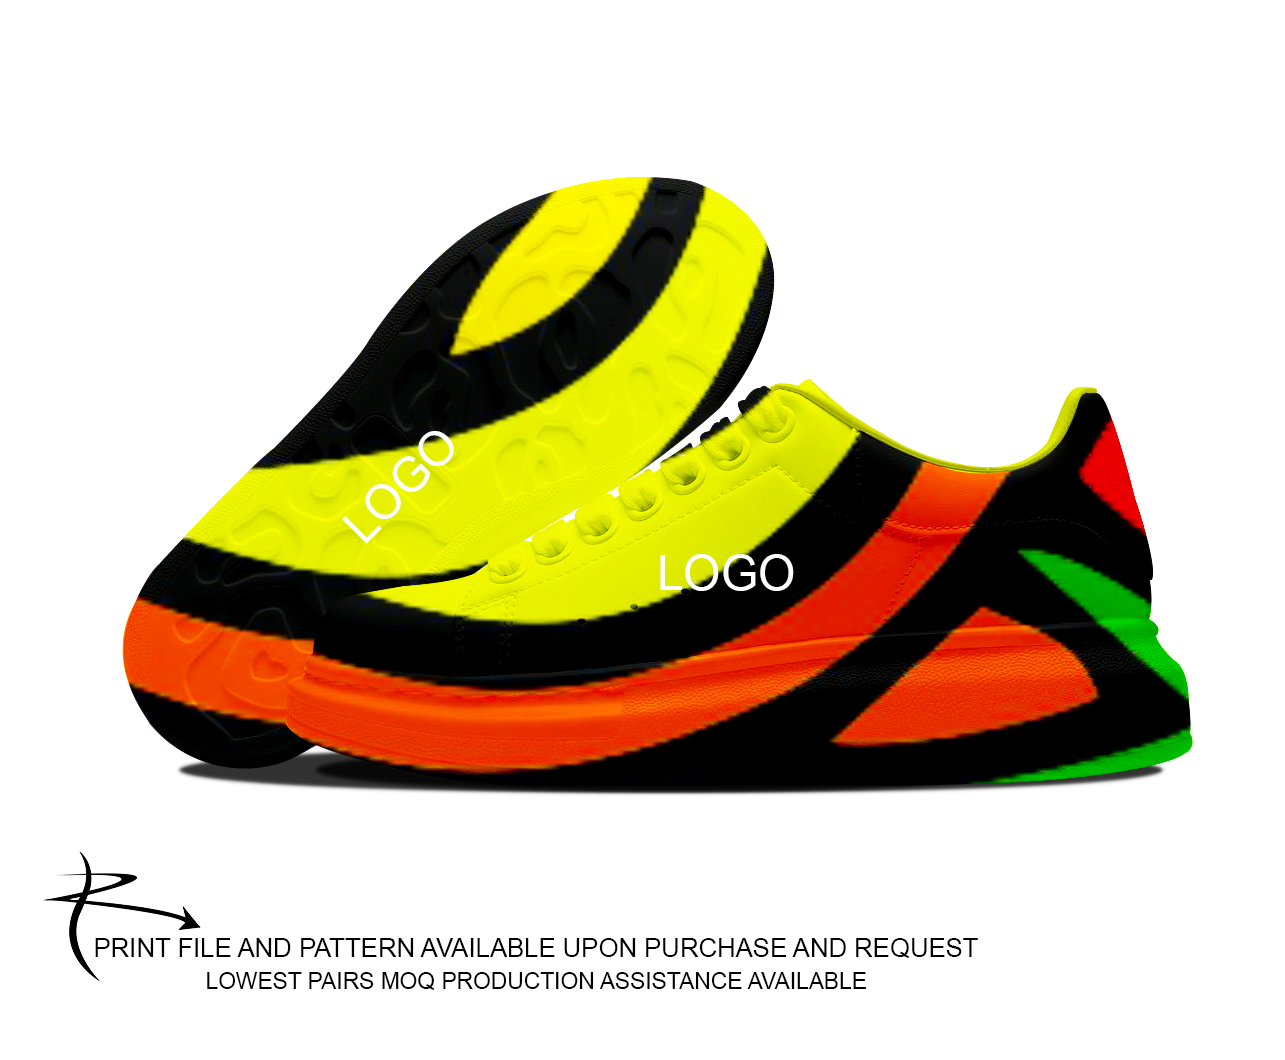 LOGO
LOGO
PRINT FILE AND PATTERN AVAILABLE UPON PURCHASE AND REQUEST
LOWEST PAIRS MOQ PRODUCTION ASSISTANCE AVAILABLE